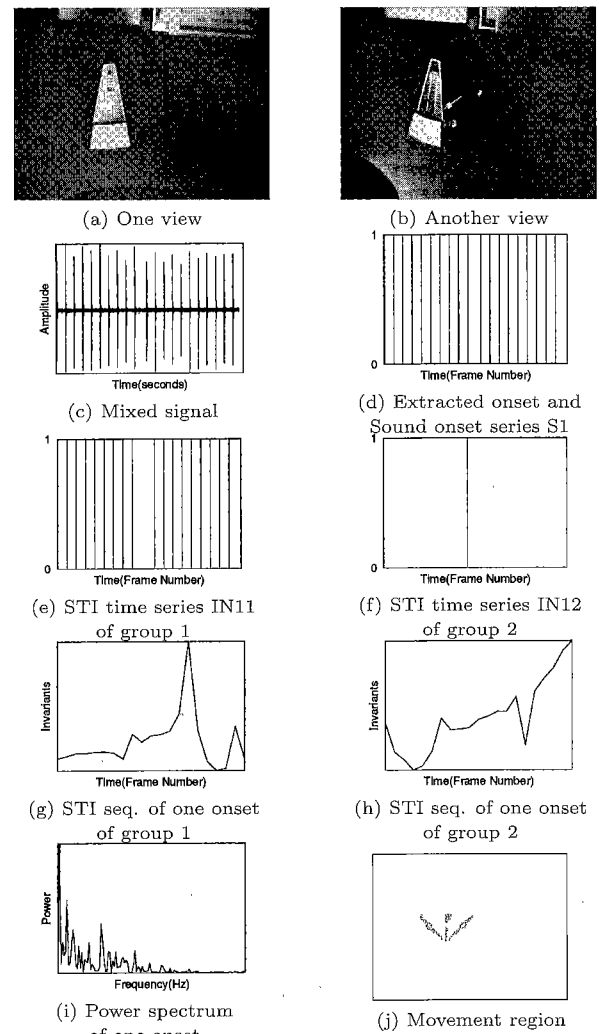 (a) One view
(b) Another view
Amplitude
Time(seconds)
(c) Mixed signal
1
0
Time(Frame Number)
(d) Extracted onset and
Sound onset series S1
1
0
Time(Frame Number)
(e) STI time series IN11
of group 1
1
0
Time(Frame Number)
(f) STI time series IN12
of group 2
Invariants
Time(Frame Number)
(g) STI seq. of one onset
of group 1
Invariants
Time(Frame Number)
(h) STI seq. of one onset
of group 2
Power
Frequency(Hz)
(i) Power spectrum
of one onset
(j) Movement region